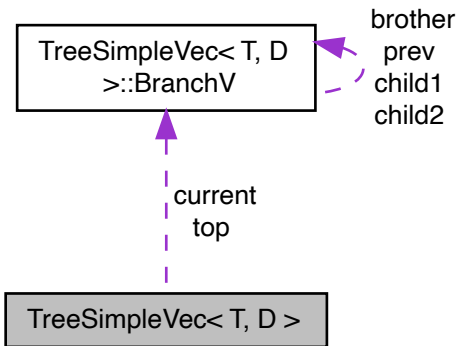 brother
prev
child1
child2
TreeSimpleVec< T, D
>::BranchV
current
top
TreeSimpleVec< T, D >